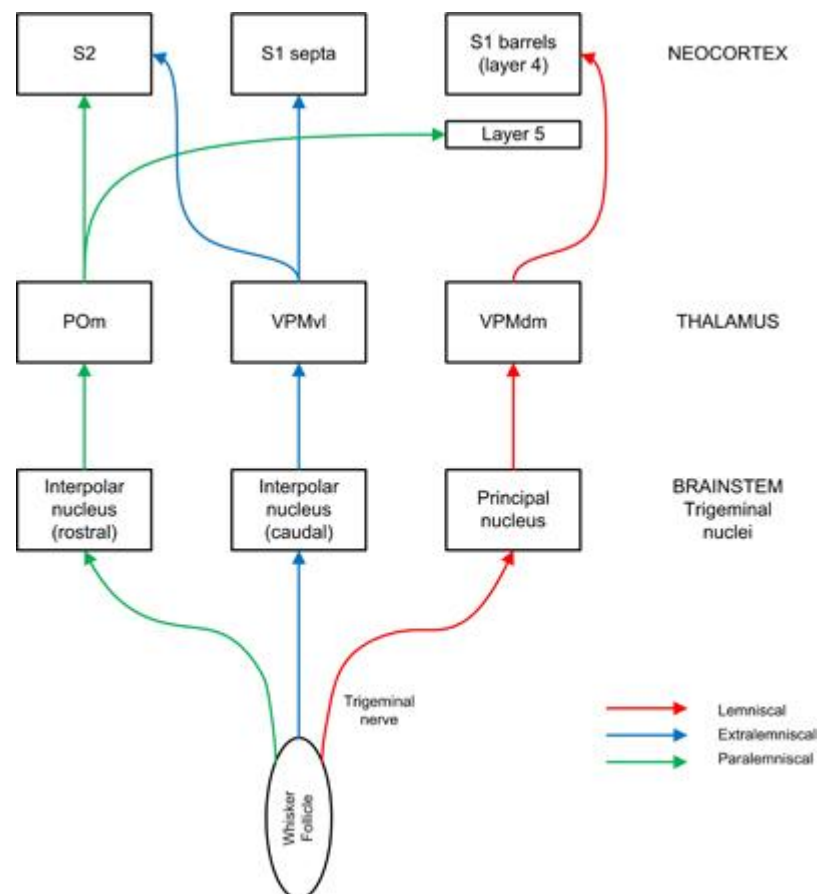 S2
S1 septa
S1 barrels
(layer 4)
NEOCORTEX
Layer 5
POm
VPMvl
VPMdm
THALAMUS
Interpolar
nucleus
(rostral)
Interpolar
nucleus
(caudal)
Principal
nucleus
BRAINSTEM
Trigeminal
nuclei
Trigeminal
nerve
Whisker
Follicle
Lemniscal
Extralemniscal
Paralemniscal